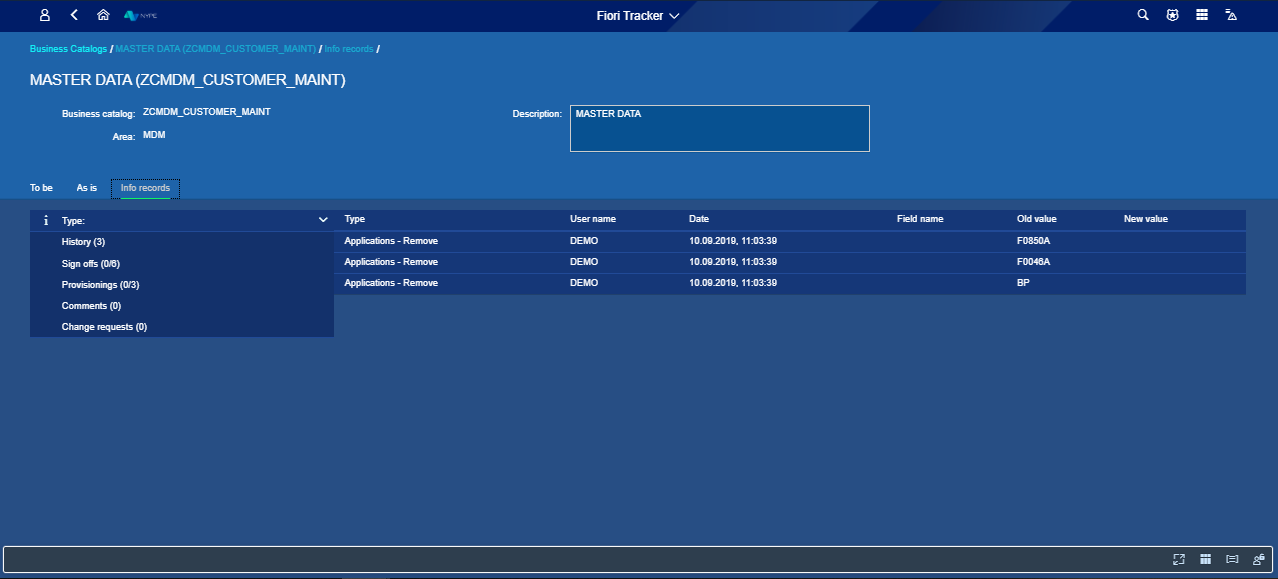 NYPE
Fiori Tracker
Business Catalogs / MASTER DATA (ZCMDM_CUSTOMER_MAINT) / Info records /
MASTER DATA (ZCMDM_CUSTOMER_MAINT)
Business catalog: ZCMDM_CUSTOMER_MAINT
Area: MDM
Description: MASTER DATA
To be As is Info records
i Type:
History (3)
Sign offs (0/6)
Provisionings (0/3)
Comments (0)
Change requests (0)
Type User name Date Field name Old value New value
Applications - Remove DEMO 10.09.2019, 11:03:39 F0850A
Applications - Remove DEMO 10.09.2019, 11:03:39 F0046A
Applications - Remove DEMO 10.09.2019, 11:03:39 BP